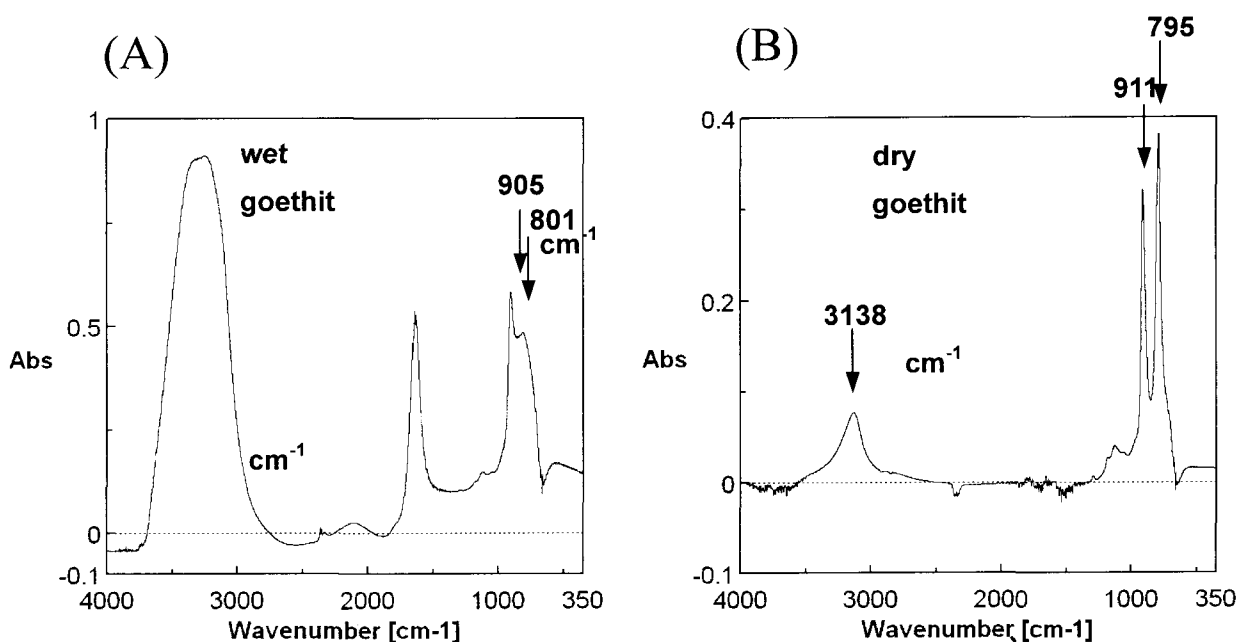 (A)
1
wet
goethit
905
801
cm-1
0.5
Abs
cm-1
0
-0.1
4000
3000
2000
1000
350
Wavenumber [cm-1]
(B)
795
911
0.4
dry
goethit
0.2
3138
cm-1
Abs
0
-0.1
4000
3000
2000
1000
350
Wavenumber [cm-1]